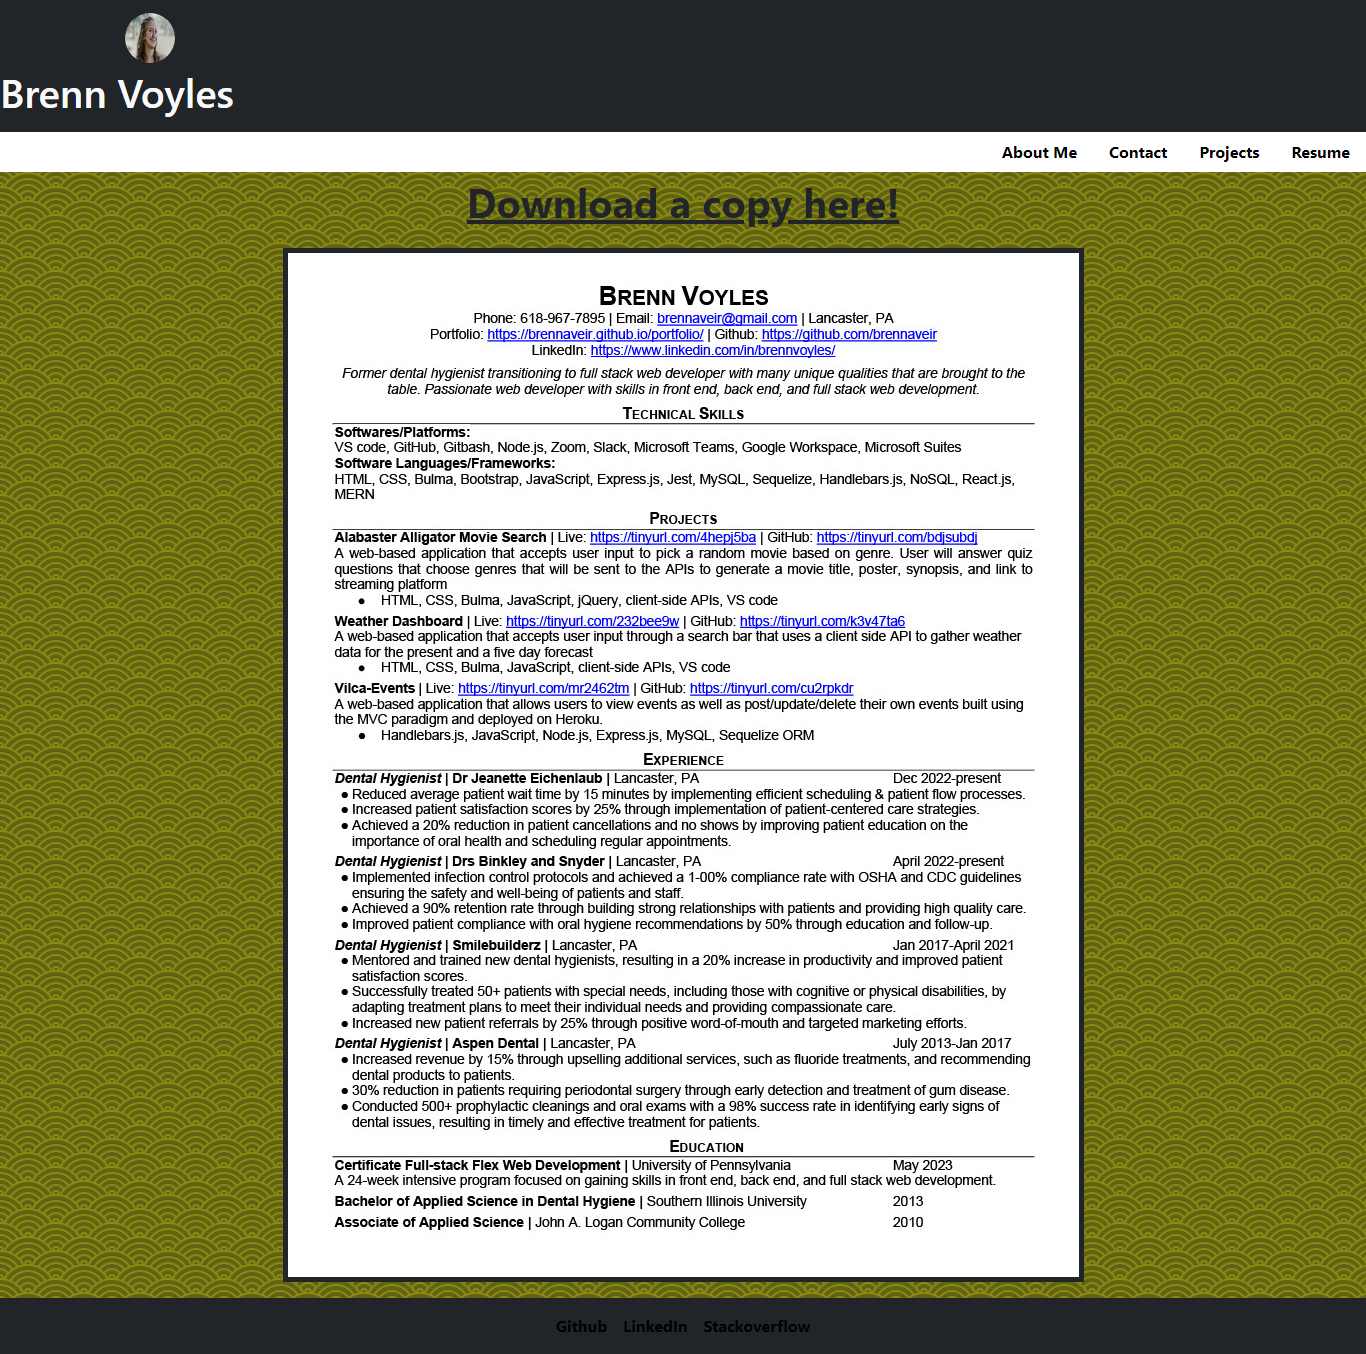 Brenn Voyles
About Me Contact Projects Resume
Download a copy here!
BRENN VOYLES
Phone: 618-967-7895 | Email: brennaveir@gmail.com | Lancaster, PA
Portfolio: https://brennaveir.github.io/portfolio/ | Github: https://github.com/brennaveir
LinkedIn: https://www.linkedin.com/in/brennvoyles/
Former dental hygienist transitioning to full stack web developer with many unique qualities that are brought to the
table. Passionate web developer with skills in front end, back end, and full stack web development.
TECHNICAL SKILLS
Softwares/Platforms:
VS code, GitHub, Gitbash, Node.js, Zoom, Slack, Microsoft Teams, Google Workspace, Microsoft Suites
Software Languages/Frameworks:
HTML, CSS, Bulma, Bootstrap, JavaScript, Express.js, Jest, MySQL, Sequelize, Handlebars.js, NoSQL, React.js,
MERN
PROJECTS
Alabaster Alligator Movie Search | Live: https://tinyurl.com/4hepj5ba | GitHub: https://tinyurl.com/bdjsubdj
A web-based application that accepts user input to pick a random movie based on genre. User will answer quiz
questions that choose genres that will be sent to the APIs to generate a movie title, poster, synopsis, and link to
streaming platform
● HTML, CSS, Bulma, JavaScript, jQuery, client-side APIs, VS code
Weather Dashboard | Live: https://tinyurl.com/232bee9w | GitHub: https://tinyurl.com/k3v47ta6
A web-based application that accepts user input through a search bar that uses a client side API to gather weather
data for the present and a five day forecast
● HTML, CSS, Bulma, JavaScript, client-side APIs, VS code
Vilca-Events | Live: https://tinyurl.com/mr2462tm | GitHub: https://tinyurl.com/cu2rpkdr
A web-based application that allows users to view events as well as post/update/delete their own events built using
the MVC paradigm and deployed on Heroku.
● Handlebars.js, JavaScript, Node.js, Express.js, MySQL, Sequelize ORM
EXPERIENCE
Dental Hygienist | Dr Jeanette Eichenlaub | Lancaster, PA Dec 2022-present
● Reduced average patient wait time by 15 minutes by implementing efficient scheduling & patient flow processes.
● Increased patient satisfaction scores by 25% through implementation of patient-centered care strategies.
● Achieved a 20% reduction in patient cancellations and no shows by improving patient education on the
importance of oral health and scheduling regular appointments.
Dental Hygienist | Drs Binkley and Snyder | Lancaster, PA April 2022-present
● Implemented infection control protocols and achieved a 1-00% compliance rate with OSHA and CDC guidelines
ensuring the safety and well-being of patients and staff.
● Achieved a 90% retention rate through building strong relationships with patients and providing high quality care.
● Improved patient compliance with oral hygiene recommendations by 50% through education and follow-up.
Dental Hygienist | Smilebuilderz | Lancaster, PA Jan 2017-April 2021
● Mentored and trained new dental hygienists, resulting in a 20% increase in productivity and improved patient
satisfaction scores.
● Successfully treated 50+ patients with special needs, including those with cognitive or physical disabilities, by
adapting treatment plans to meet their individual needs and providing compassionate care.
● Increased new patient referrals by 25% through positive word-of-mouth and targeted marketing efforts.
Dental Hygienist | Aspen Dental | Lancaster, PA July 2013-Jan 2017
● Increased revenue by 15% through upselling additional services, such as fluoride treatments, and recommending
dental products to patients.
● 30% reduction in patients requiring periodontal surgery through early detection and treatment of gum disease.
● Conducted 500+ prophylactic cleanings and oral exams with a 98% success rate in identifying early signs of
dental issues, resulting in timely and effective treatment for patients.
EDUCATION
Certificate Full-stack Flex Web Development | University of Pennsylvania May 2023
A 24-week intensive program focused on gaining skills in front end, back end, and full stack web development.
Bachelor of Applied Science in Dental Hygiene | Southern Illinois University 2013
Associate of Applied Science | John A. Logan Community College 2010
Github LinkedIn Stackoverflow